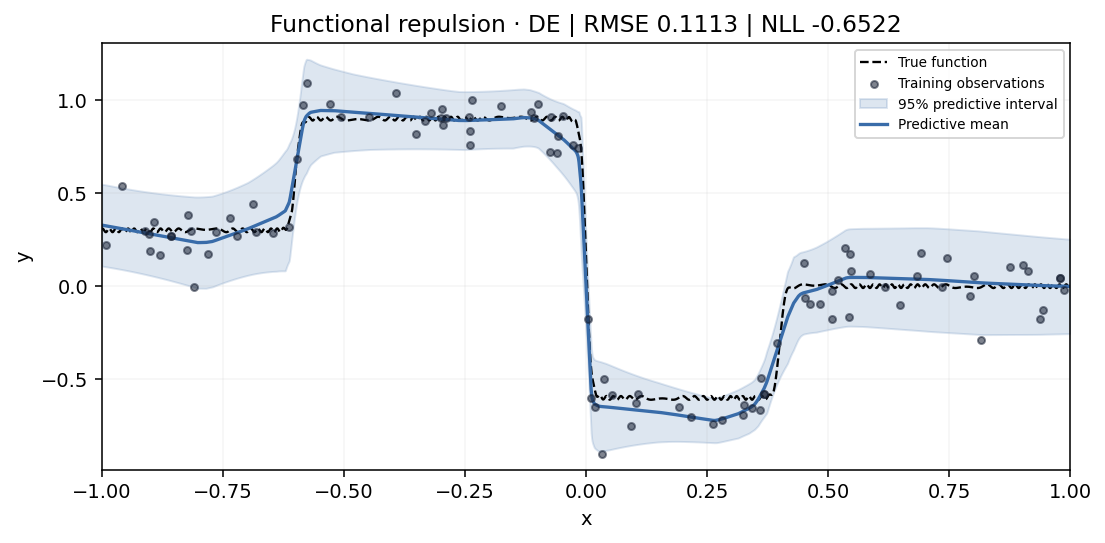 Functional repulsion · DE | RMSE 0.1113 | NLL -0.6522
True function
Training observations
95% predictive interval
Predictive mean
1.0
0.5
0.0
−0.5
y
−1.00 −0.75 −0.50 −0.25 0.00 0.25 0.50 0.75 1.00
x